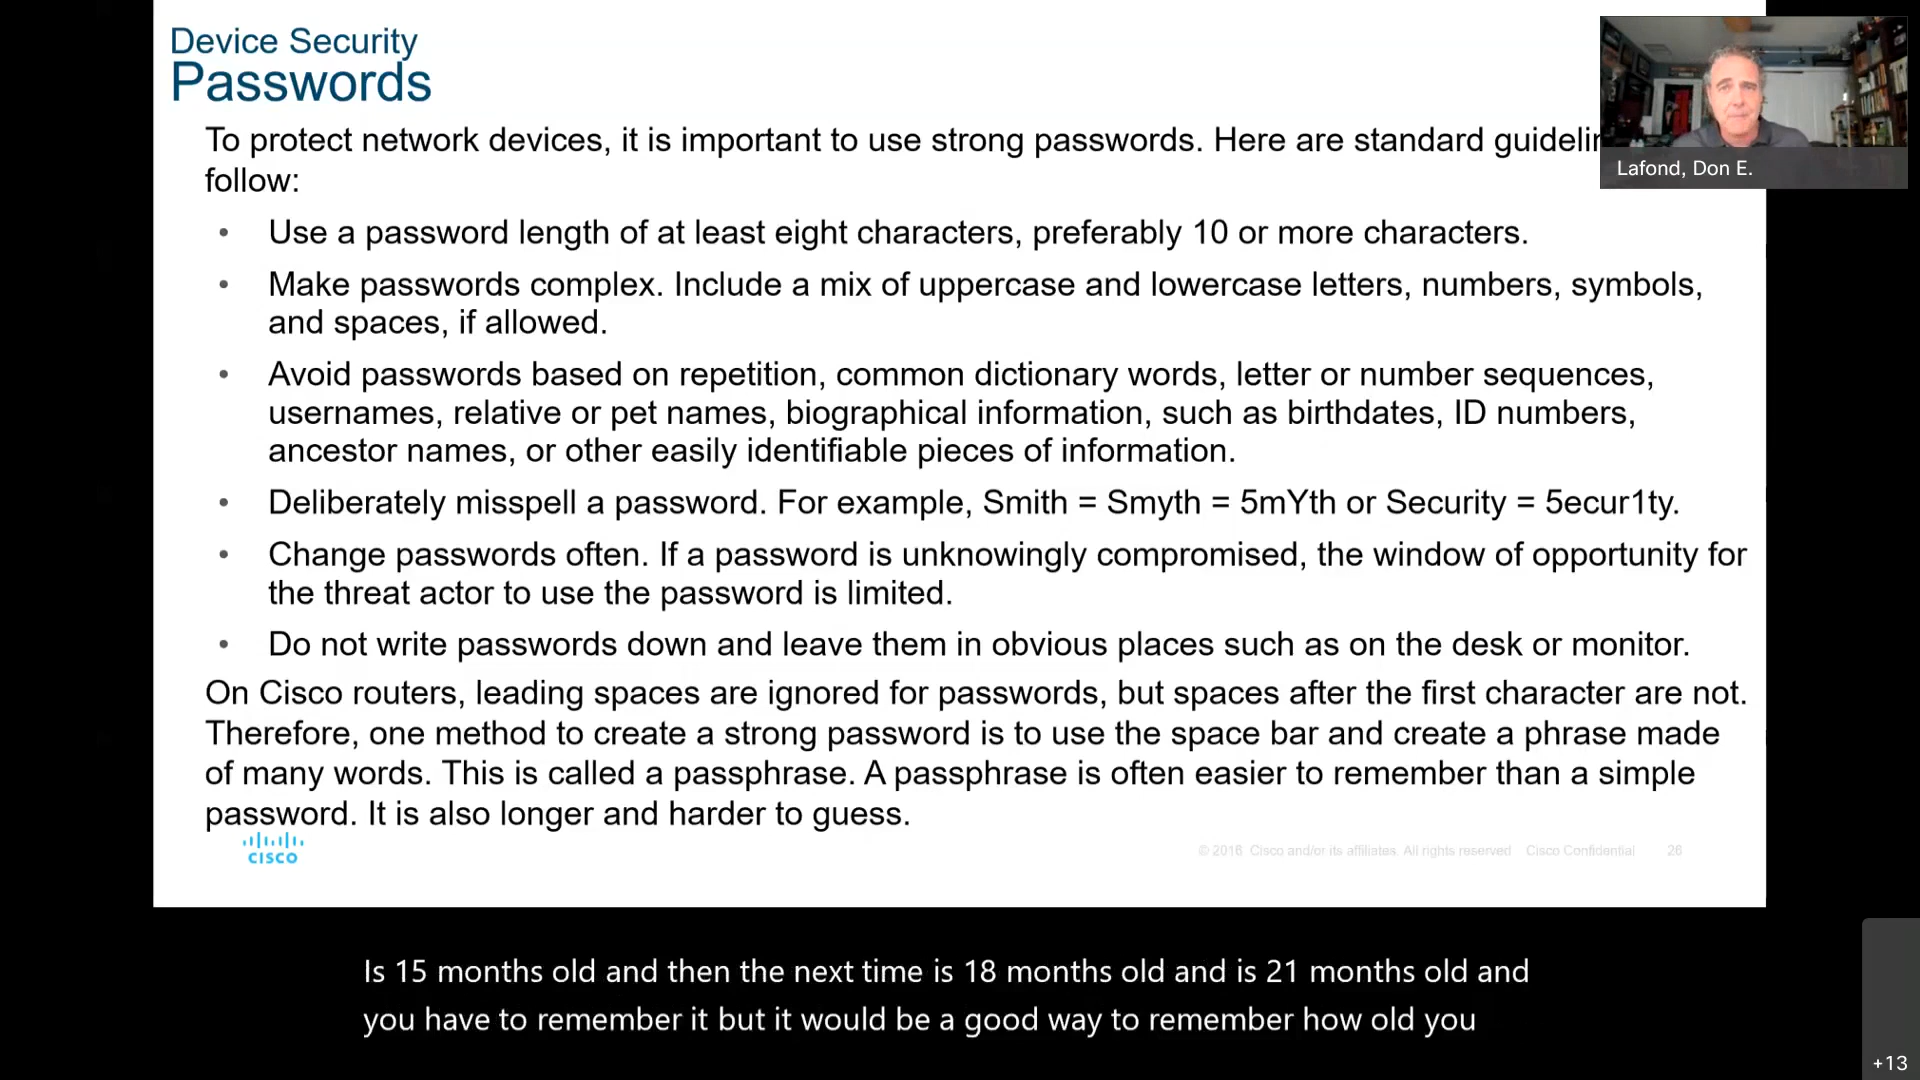 Device Security
Passwords
To protect network devices, it is important to use strong passwords. Here are standard
follow:
• Use a password length of at least eight characters, preferably 10 or more characters.
• Make passwords complex. Include a mix of uppercase and lowercase letters, numbers, symbols,
and spaces, if allowed.
• Avoid passwords based on repetition, common dictionary words, letter or number sequences,
usernames, relative or pet names, biographical information, such as birthdates, ID numbers,
ancestor names, or other easily identifiable pieces of information.
• Deliberately misspell a password. For example, Smith = Smyth = 5mYth or Security = 5ecur1ty.
• Change passwords often. If a password is unknowingly compromised, the window of opportunity for
the threat actor to use the password is limited.
• Do not write passwords down and leave them in obvious places such as on the desk or monitor.
On Cisco routers, leading spaces are ignored for passwords, but spaces after the first character are not.
Therefore, one method to create a strong password is to use the space bar and create a phrase made
of many words. This is called a passphrase. A passphrase is often easier to remember than a simple
password. It is also longer and harder to guess.
CISCO
© 2016 Cisco and/or its affiliates. All rights reserved Cisco Confidential 26
Lafond, Don E.
Is 15 months old and then the next time is 18 months old and is 21 months old and
you have to remember it but it would be a good way to remember how old you
+13